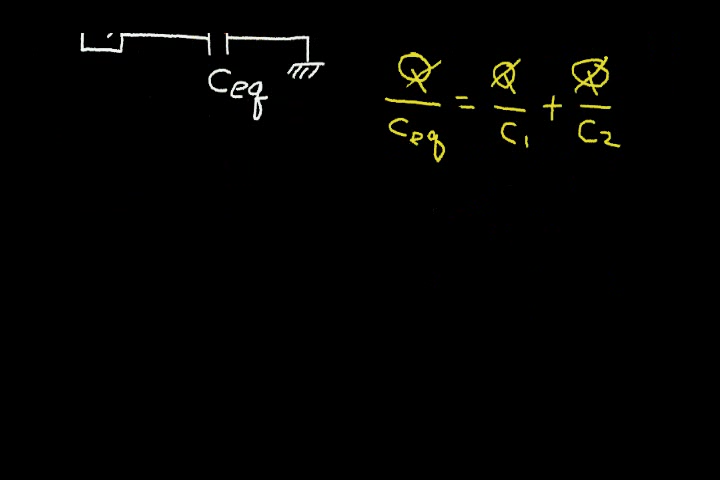 Ceq
Q/Ceq = Q/C1 + Q/C2